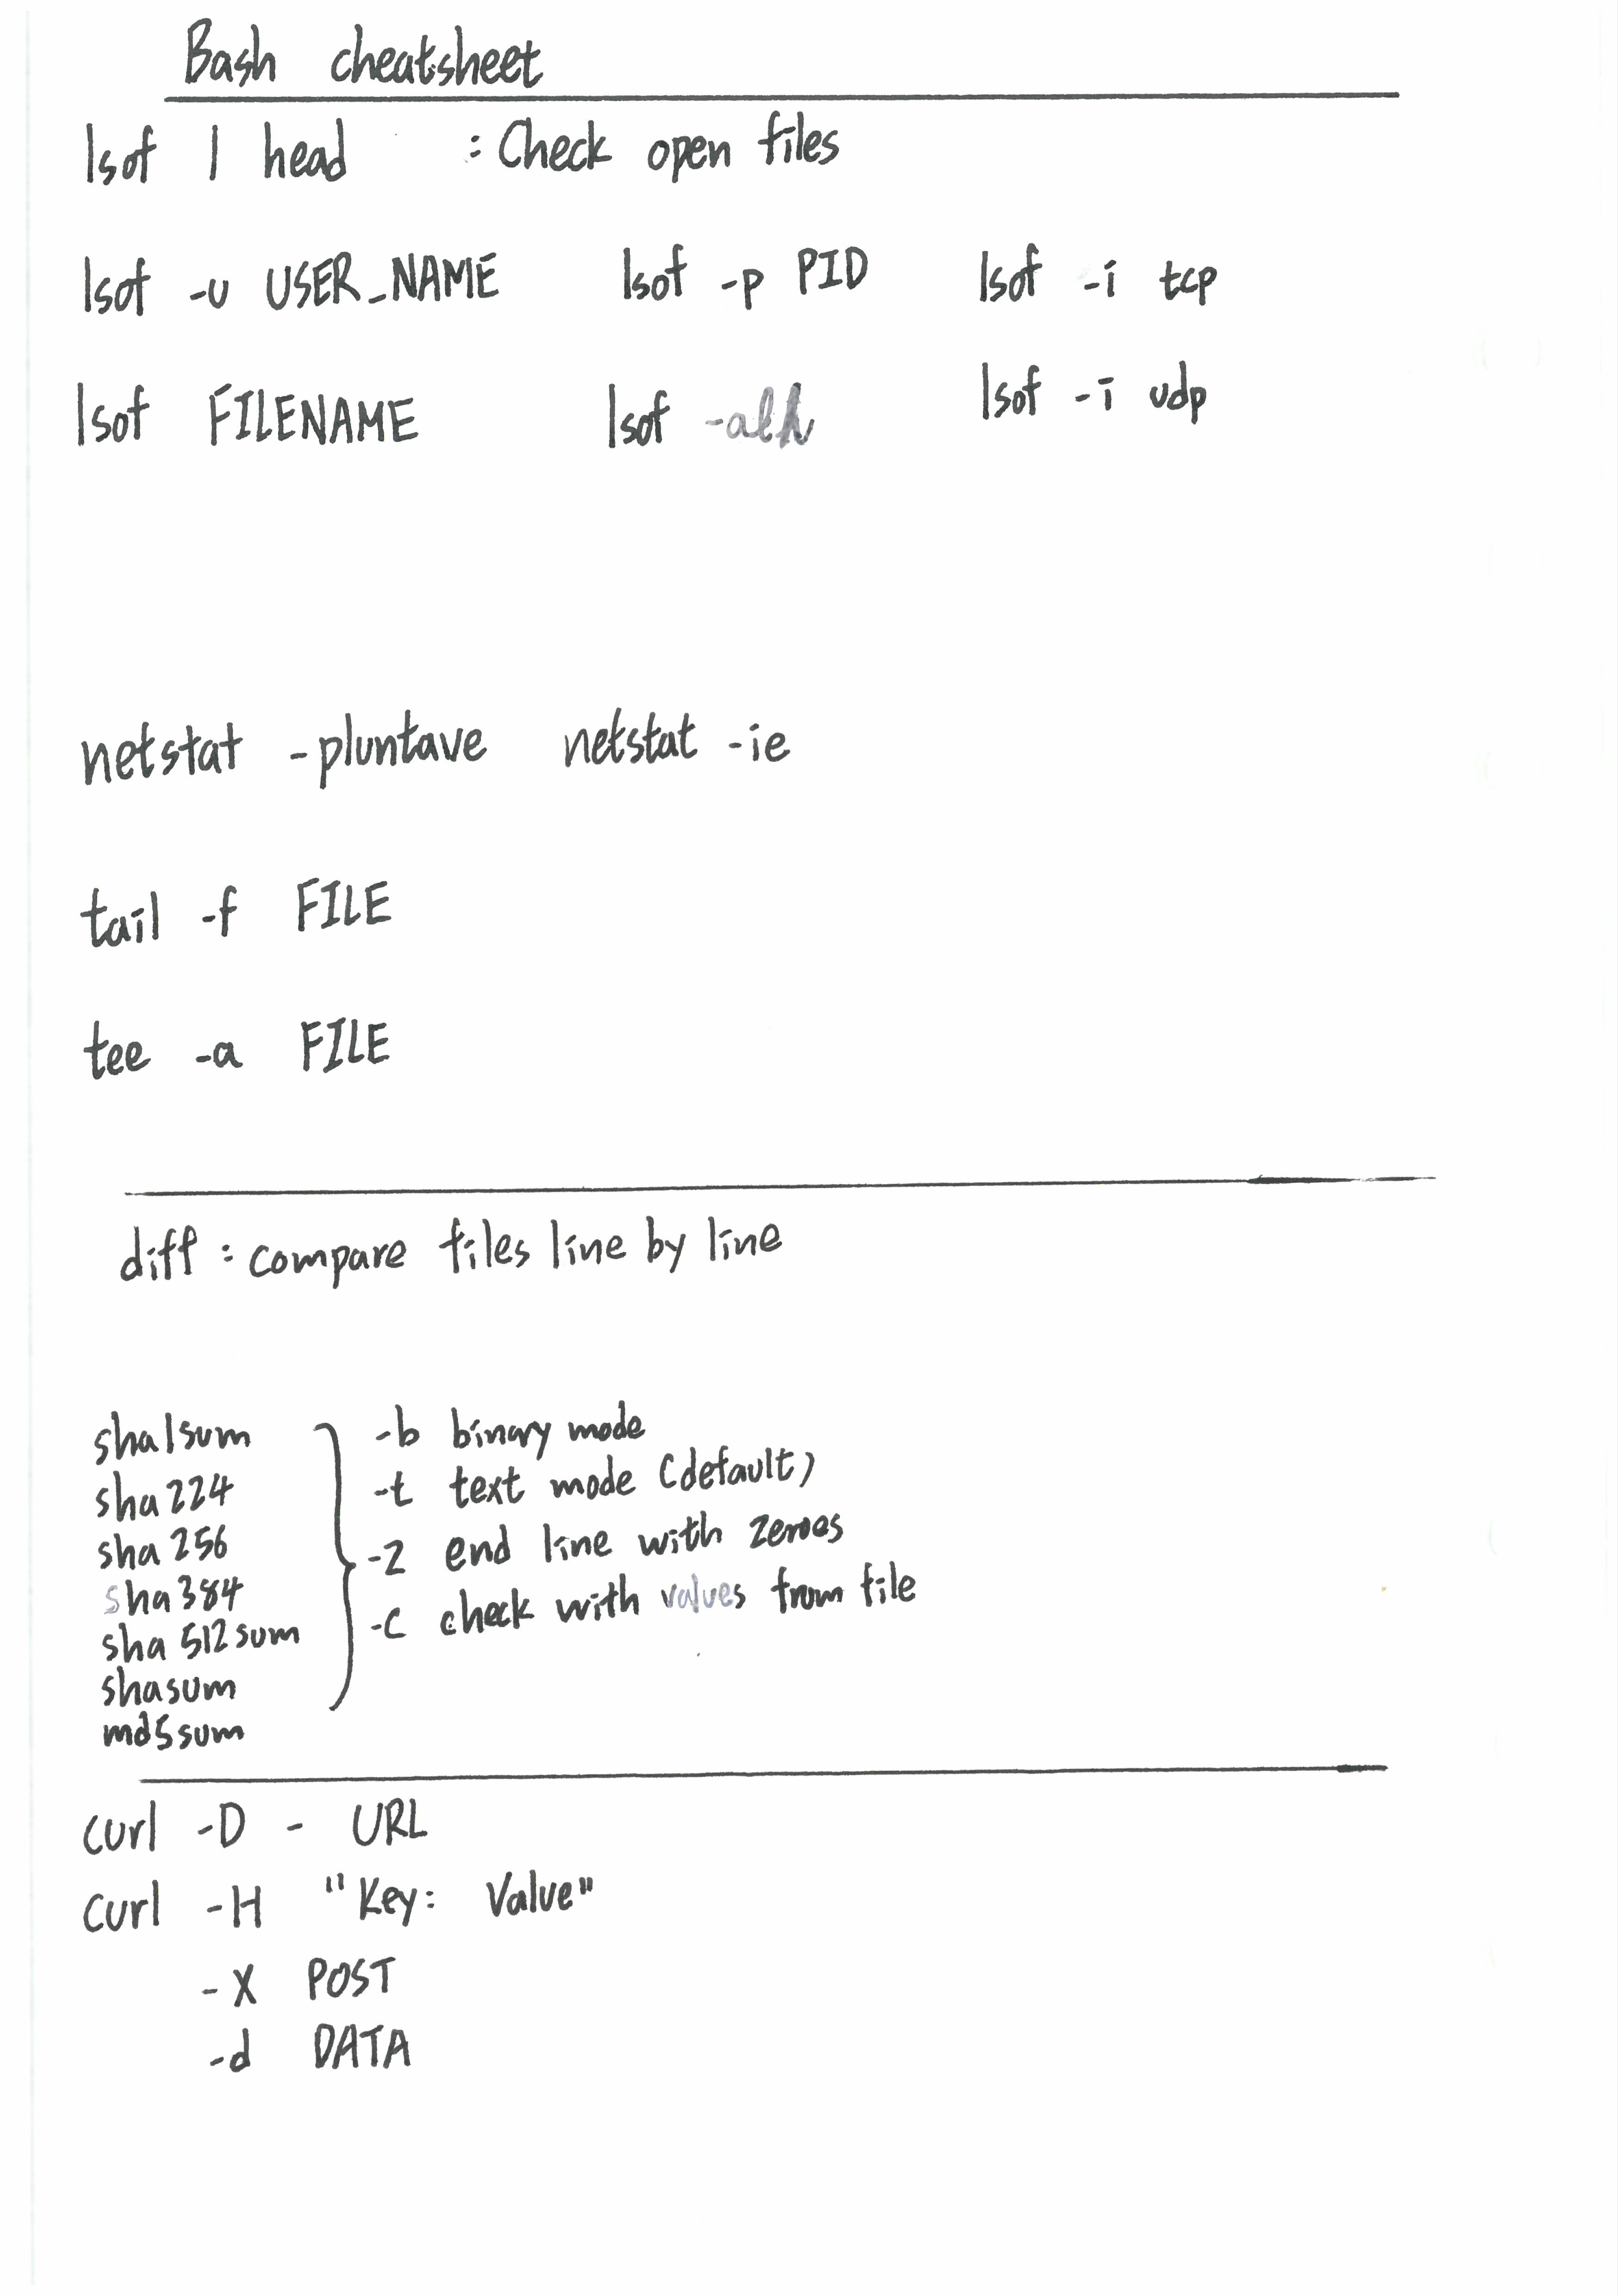 Bash cheatsheet
lsof | head : Check open files
lsof -u USER_NAME lsof -p PID lsof -i tcp
lsof FILENAME lsof -alh lsof -i udp
netstat -pluntave netstat -ie
tail -f FILE
tee -a FILE
diff : compare files line by line
sha1sum -b binary mode
sha224 -t text mode (default)
sha256 -z end line with zeroes
sha384 -c check with values from file
sha512sum
shasum
md5sum
curl -D - URL
curl -H "Key: Value"
-X POST
-d DATA